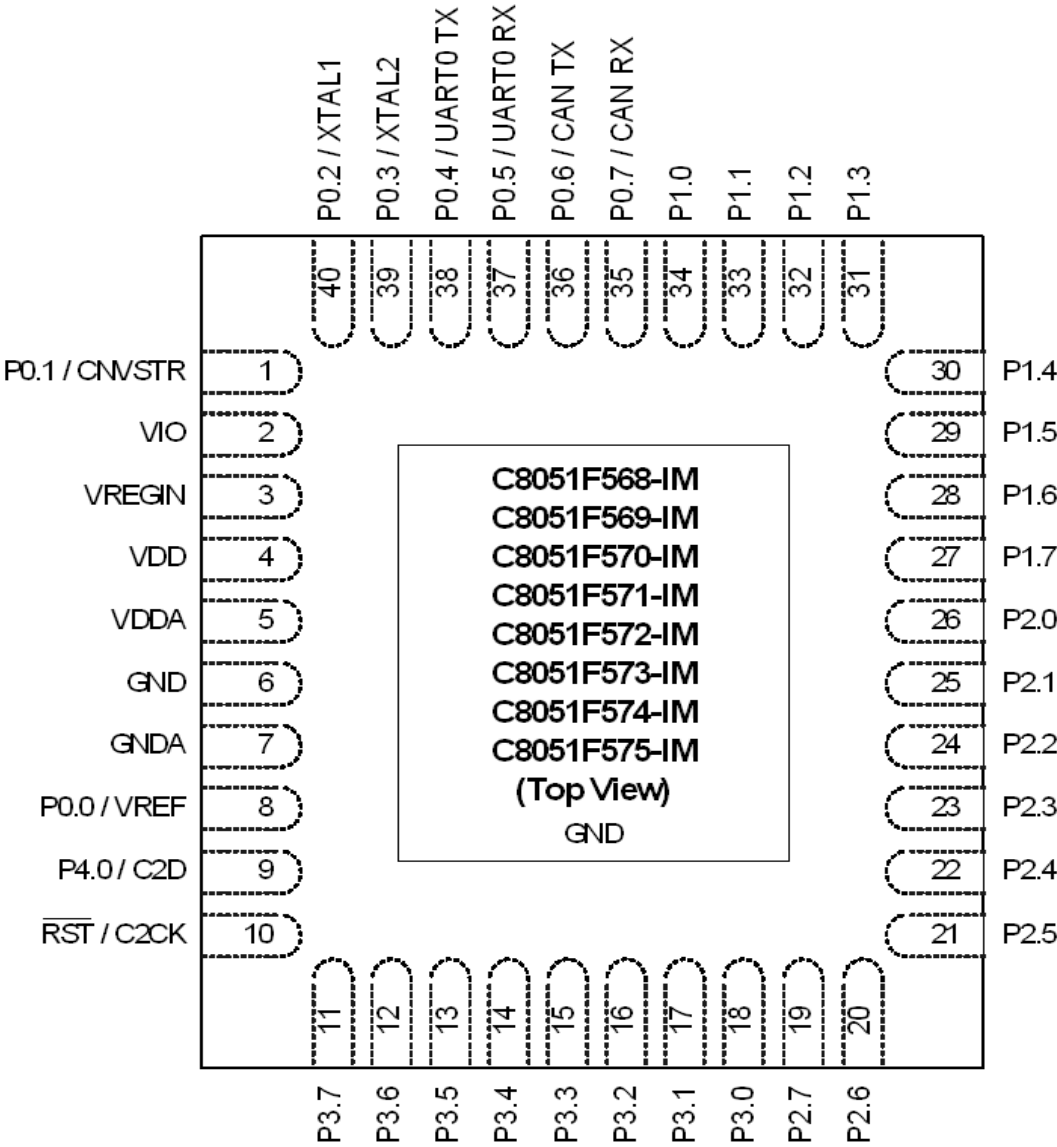 P0.2 / XTAL1
P0.3 / XTAL2
P0.4 / UART0 TX
P0.5 / UART0 RX
P0.6 / CAN TX
P0.7 / CAN RX
P1.0
P1.1
P1.2
P1.3
40
39
38
37
36
35
34
33
32
31
P0.1 / CNVSTR 1
VIO 2
VREGIN 3
VDD 4
VDDA 5
GND 6
GNDA 7
P0.0 / VREF 8
P4.0 / C2D 9
RST / C2CK 10
C8051F568-IM
C8051F569-IM
C8051F570-IM
C8051F571-IM
C8051F572-IM
C8051F573-IM
C8051F574-IM
C8051F575-IM
(Top View)
GND
30 P1.4
29 P1.5
28 P1.6
27 P1.7
26 P2.0
25 P2.1
24 P2.2
23 P2.3
22 P2.4
21 P2.5
11
12
13
14
15
16
17
18
19
20
P3.7
P3.6
P3.5
P3.4
P3.3
P3.2
P3.1
P3.0
P2.7
P2.6